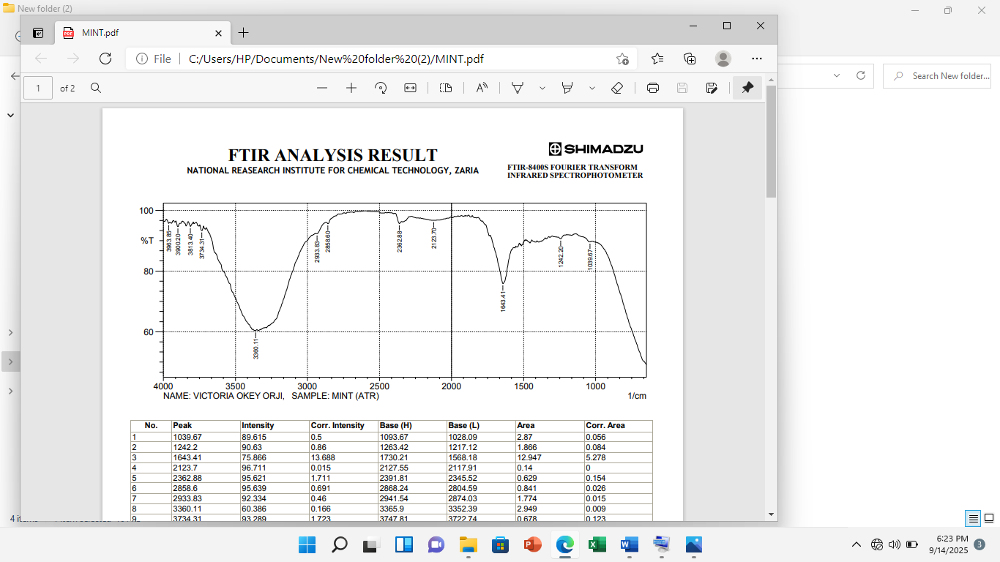 New folder (2)
MINT.pdf
File
C:/Users/HP/Documents/New%20folder%20(2)/MINT.pdf
1 of 2
Search New folder...
SHIMADZU
FTIR ANALYSIS RESULT
NATIONAL REASEARCH INSTITUTE FOR CHEMICAL TECHNOLOGY, ZARIA
FTIR-8400S FOURIER TRANSFORM
INFRARED SPECTROPHOTOMETER
100
%T
80
60
3963.85
3900.20
3813.40
3734.31
3360.11
2933.83
2858.60
2362.88
2123.70
1643.41
1242.20
1039.67
4000 3500 3000 2500 2000 1500 1000
NAME: VICTORIA OKEY ORJI, SAMPLE: MINT (ATR) 1/cm
No. Peak Intensity Corr. Intensity Base (H) Base (L) Area Corr. Area
1 1039.67 89.615 0.5 1093.67 1028.09 2.87 0.056
2 1242.2 90.63 0.86 1263.42 1217.12 1.866 0.084
3 1643.41 75.866 13.688 1730.21 1568.18 12.947 5.278
4 2123.7 96.711 0.015 2127.55 2117.91 0.14 0
5 2362.88 95.621 1.711 2391.81 2345.52 0.629 0.154
6 2858.6 95.639 0.691 2868.24 2804.59 0.841 0.026
7 2933.83 92.334 0.46 2941.54 2874.03 1.774 0.015
8 3360.11 60.386 0.166 3365.9 3352.39 2.949 0.009
9 3734.31 93.289 1.723 3747.81 3722.74 0.678 0.123
6:23 PM
9/14/2025
3